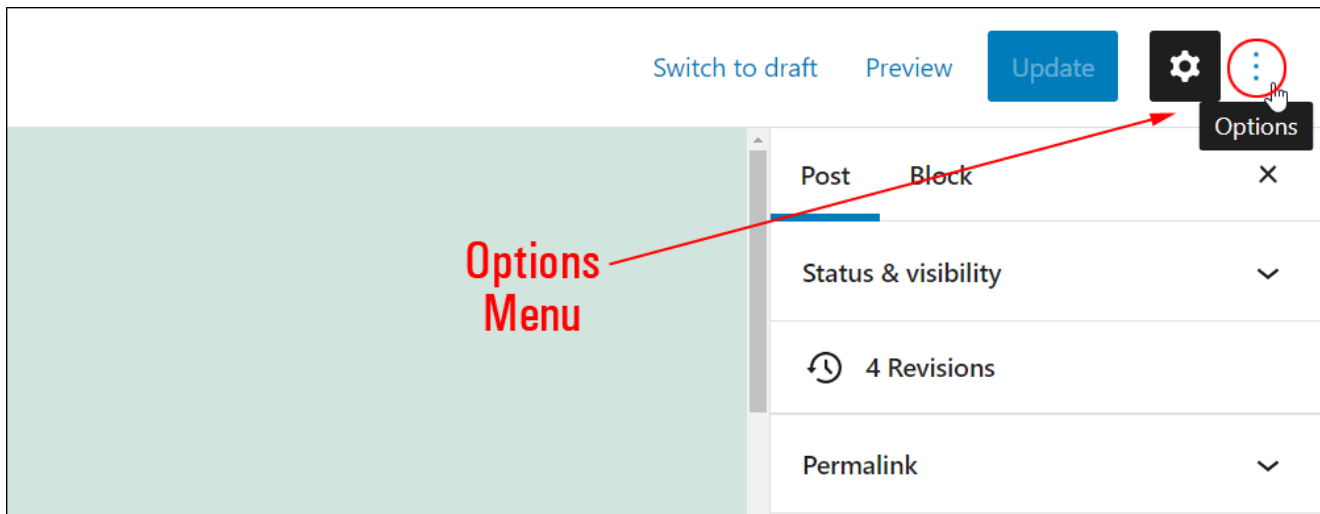 Switch to draft Preview Update
Options
Post Block
Options
Menu
Status & visibility
4 Revisions
Permalink